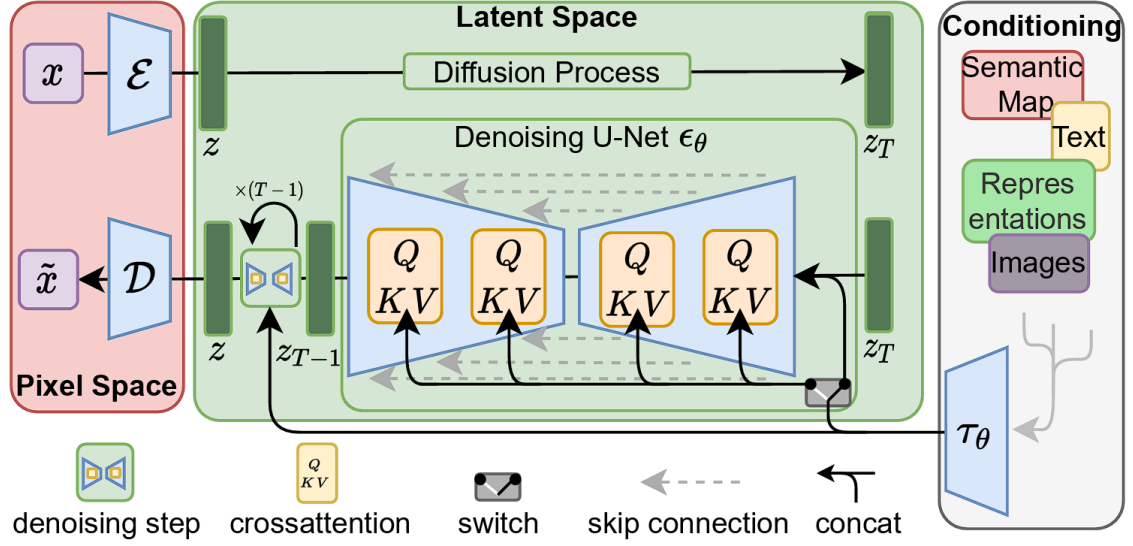 Latent Space
Conditioning
x
ℰ
Diffusion Process
Semantic
Map
z
z_T
Text
Denoising U-Net ϵ_θ
×(T−1)
Repres
entations
Q
KV
Q
KV
Q
KV
Q
KV
Images
x̃
𝒟
z
z_{T−1}
z_T
Pixel Space
τ_θ
Q
KV
denoising step
crossattention
switch
skip connection
concat